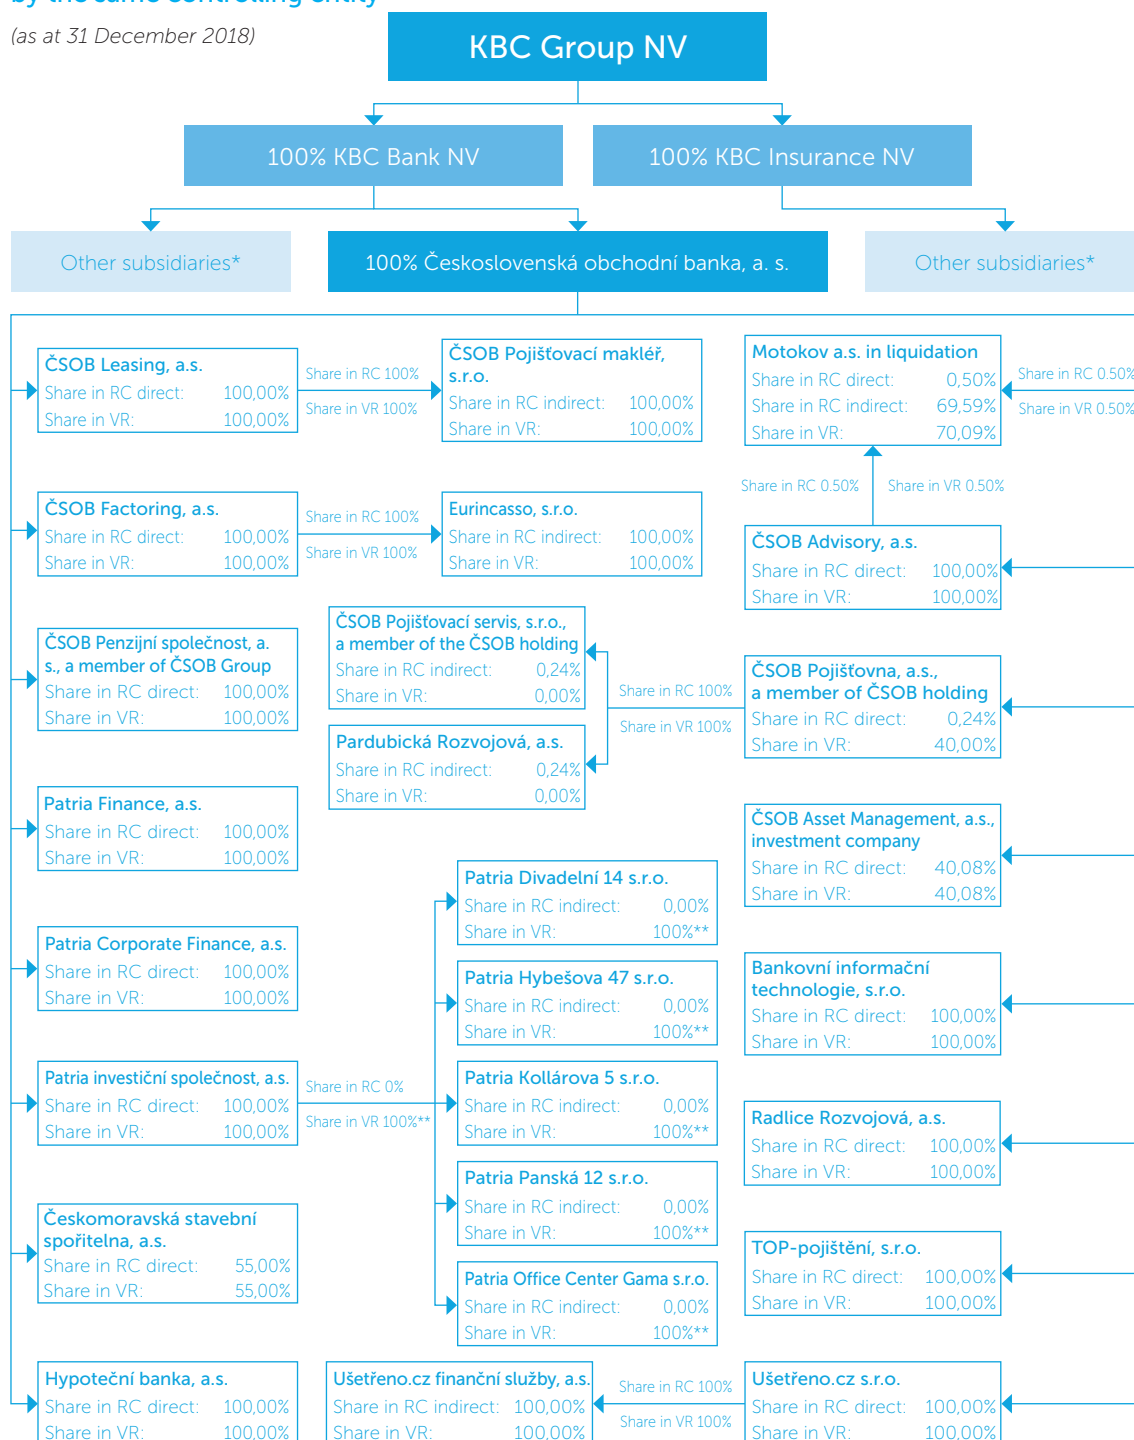 by the same controlling entity
(as at 31 December 2018)
KBC Group NV
100% KBC Bank NV
100% KBC Insurance NV
Other subsidiaries*
100% Československá obchodní banka, a. s.
Other subsidiaries*
ČSOB Leasing, a.s.
Share in RC direct: 100,00%
Share in VR: 100,00%
Share in RC 100%
Share in VR 100%
ČSOB Pojišťovací makléř,
s.r.o.
Share in RC indirect: 100,00%
Share in VR: 100,00%
Motokov a.s. in liquidation
Share in RC direct: 0,50%
Share in RC indirect: 69,59%
Share in VR: 70,09%
Share in RC 0.50%
Share in VR 0.50%
Share in RC 0.50%
Share in VR 0.50%
ČSOB Factoring, a.s.
Share in RC direct: 100,00%
Share in VR: 100,00%
Share in RC 100%
Share in VR 100%
Eurincasso, s.r.o.
Share in RC indirect: 100,00%
Share in VR: 100,00%
ČSOB Advisory, a.s.
Share in RC direct: 100,00%
Share in VR: 100,00%
ČSOB Penzijní společnost, a.
s., a member of ČSOB Group
Share in RC direct: 100,00%
Share in VR: 100,00%
ČSOB Pojišťovací servis, s.r.o.,
a member of the ČSOB holding
Share in RC indirect: 0,24%
Share in VR: 0,00%
Pardubická Rozvojová, a.s.
Share in RC indirect: 0,24%
Share in VR: 0,00%
Share in RC 100%
Share in VR 100%
ČSOB Pojišťovna, a.s.,
a member of ČSOB holding
Share in RC direct: 0,24%
Share in VR: 40,00%
Patria Finance, a.s.
Share in RC direct: 100,00%
Share in VR: 100,00%
ČSOB Asset Management, a.s.,
investment company
Share in RC direct: 40,08%
Share in VR: 40,08%
Patria Corporate Finance, a.s.
Share in RC direct: 100,00%
Share in VR: 100,00%
Patria Divadelní 14 s.r.o.
Share in RC indirect: 0,00%
Share in VR: 100%**
Patria Hybešova 47 s.r.o.
Share in RC indirect: 0,00%
Share in VR: 100%**
Bankovní informační
technologie, s.r.o.
Share in RC direct: 100,00%
Share in VR: 100,00%
Patria investiční společnost, a.s.
Share in RC direct: 100,00%
Share in VR: 100,00%
Share in RC 0%
Share in VR 100%**
Patria Kollárova 5 s.r.o.
Share in RC indirect: 0,00%
Share in VR: 100%**
Radlice Rozvojová, a.s.
Share in RC direct: 100,00%
Share in VR: 100,00%
Patria Panská 12 s.r.o.
Share in RC indirect: 0,00%
Share in VR: 100%**
Českomoravská stavební
spořitelna, a.s.
Share in RC direct: 55,00%
Share in VR: 55,00%
Patria Office Center Gama s.r.o.
Share in RC indirect: 0,00%
Share in VR: 100%**
TOP-pojištění, s.r.o.
Share in RC direct: 100,00%
Share in VR: 100,00%
Hypoteční banka, a.s.
Share in RC direct: 100,00%
Share in VR: 100,00%
Ušetřeno.cz finanční služby, a.s.
Share in RC indirect: 100,00%
Share in VR: 100,00%
Share in RC 100%
Share in VR 100%
Ušetřeno.cz s.r.o.
Share in RC direct: 100,00%
Share in VR: 100,00%